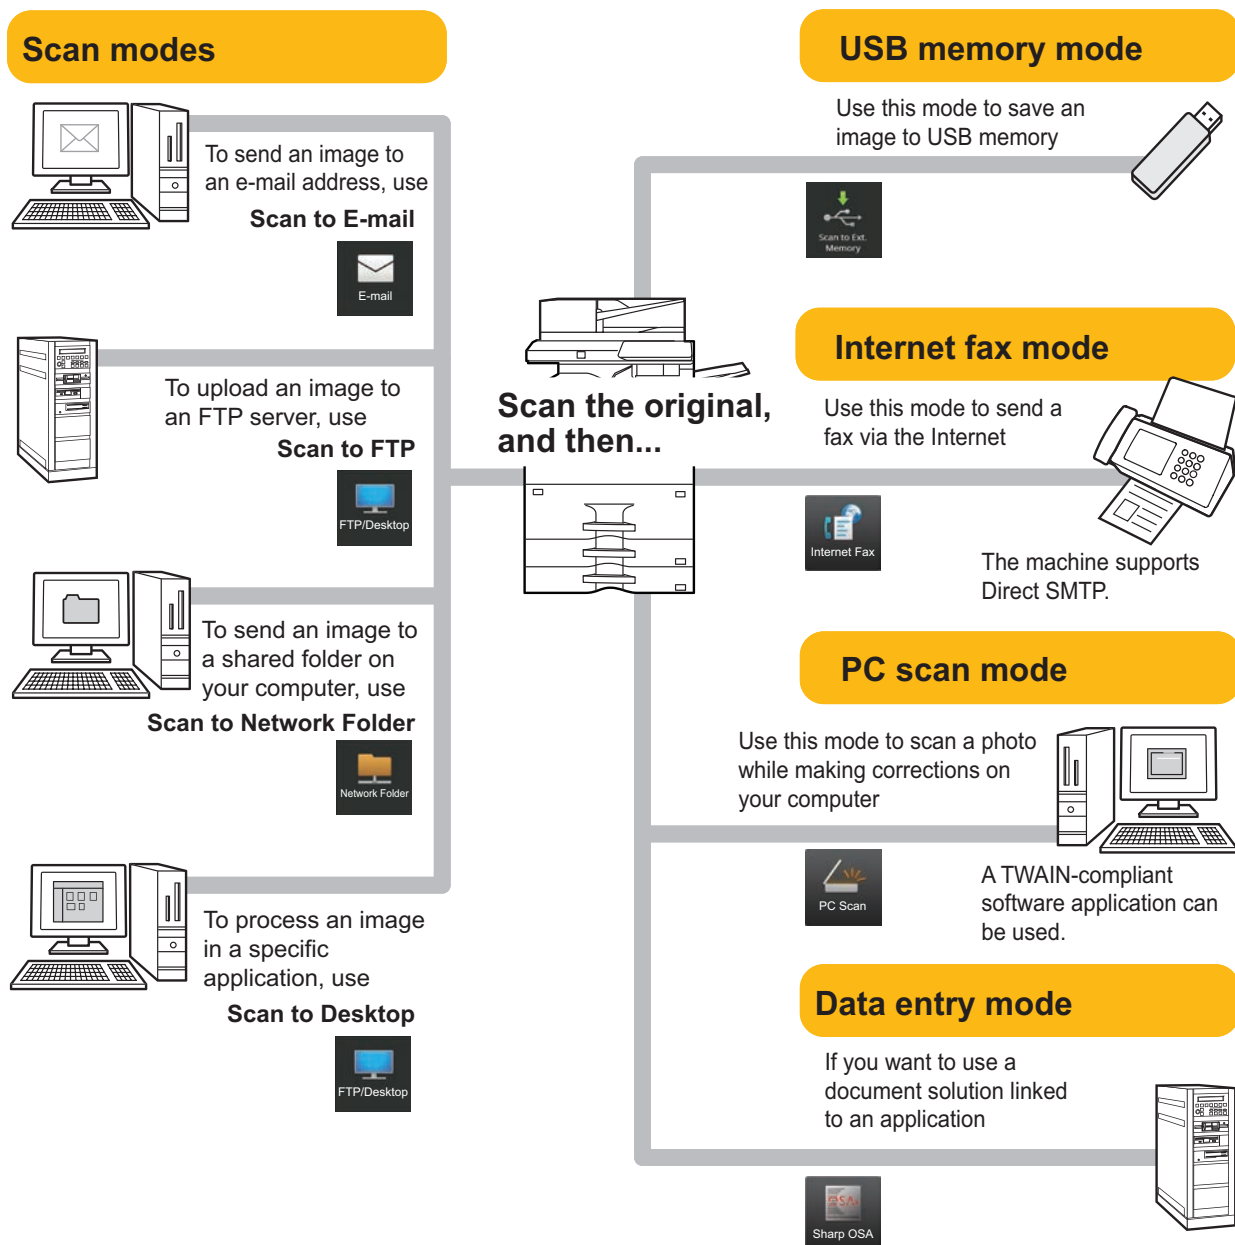 Scan modes
To send an image to
an e-mail address, use
Scan to E-mail
E-mail
To upload an image to
an FTP server, use
Scan to FTP
FTP/Desktop
To send an image to
a shared folder on
your computer, use
Scan to Network Folder
Network Folder
To process an image
in a specific
application, use
Scan to Desktop
FTP/Desktop
Scan the original,
and then...
USB memory mode
Use this mode to save an
image to USB memory
Scan to Ext.
Memory
Internet fax mode
Use this mode to send a
fax via the Internet
Internet Fax
The machine supports
Direct SMTP.
PC scan mode
Use this mode to scan a photo
while making corrections on
your computer
PC Scan
A TWAIN-compliant
software application can
be used.
Data entry mode
If you want to use a
document solution linked
to an application
OSA
Sharp OSA